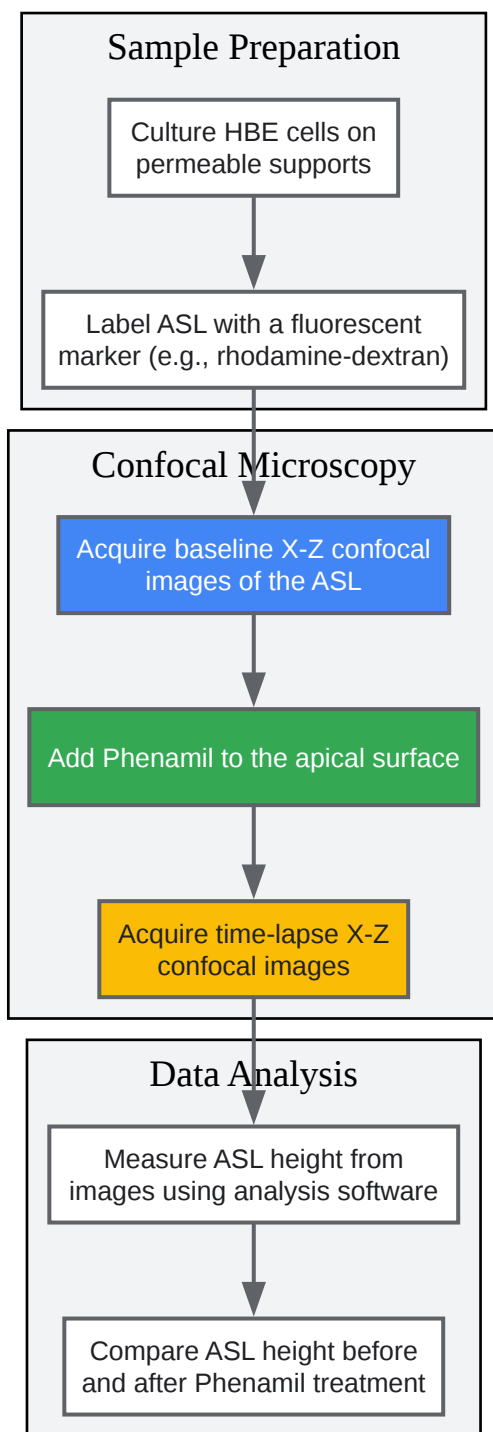 Sample Preparation
Culture HBE cells on
permeable supports
Label ASL with a fluorescent
marker (e.g., rhodamine-dextran)
Confocal Microscopy
Acquire baseline X-Z confocal
images of the ASL
Add Phenamil to the apical surface
Acquire time-lapse X-Z
confocal images
Data Analysis
Measure ASL height from
images using analysis software
Compare ASL height before
and after Phenamil treatment